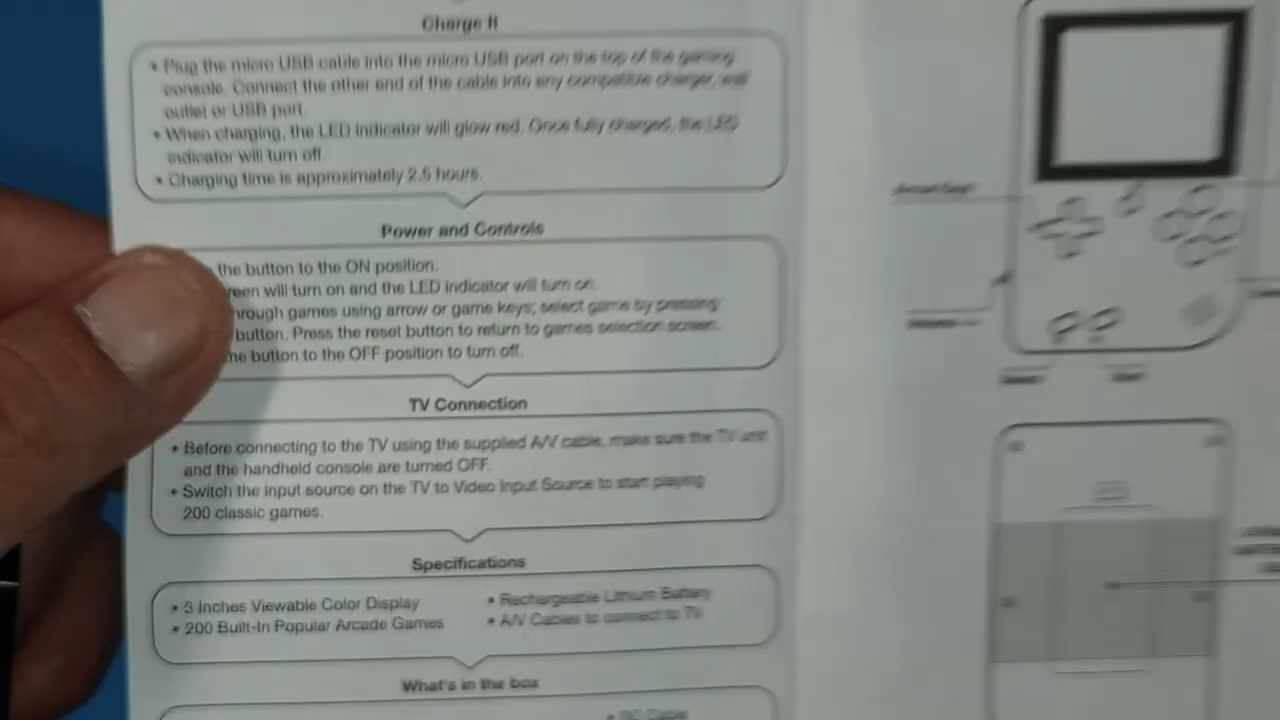 Charge It
• Plug the micro USB cable into the micro USB port on the top of the gaming
console. Connect the other end of the cable into any compatible charger, wall
outlet or USB port.
• When charging, the LED indicator will glow red. Once fully charged, the LED
indicator will turn off.
• Charging time is approximately 2.5 hours.
Power and Controls
the button to the ON position.
will turn on and the LED indicator will turn on.
games using arrow or game keys; select game by pressing
button. Press the reset button to return to games selection screen.
button to the OFF position to turn off.
TV Connection
• Before connecting to the TV using the supplied A/V cable, make sure the TV unit
and the handheld console are turned OFF.
• Switch the input source on the TV to Video Input Source to start playing
200 classic games.
Specifications
• 3 Inches Viewable Color Display
• 200 Built-In Popular Arcade Games
• Rechargeable Lithium Battery
• A/V Cables to connect to TV
What's in the box
Select
Start